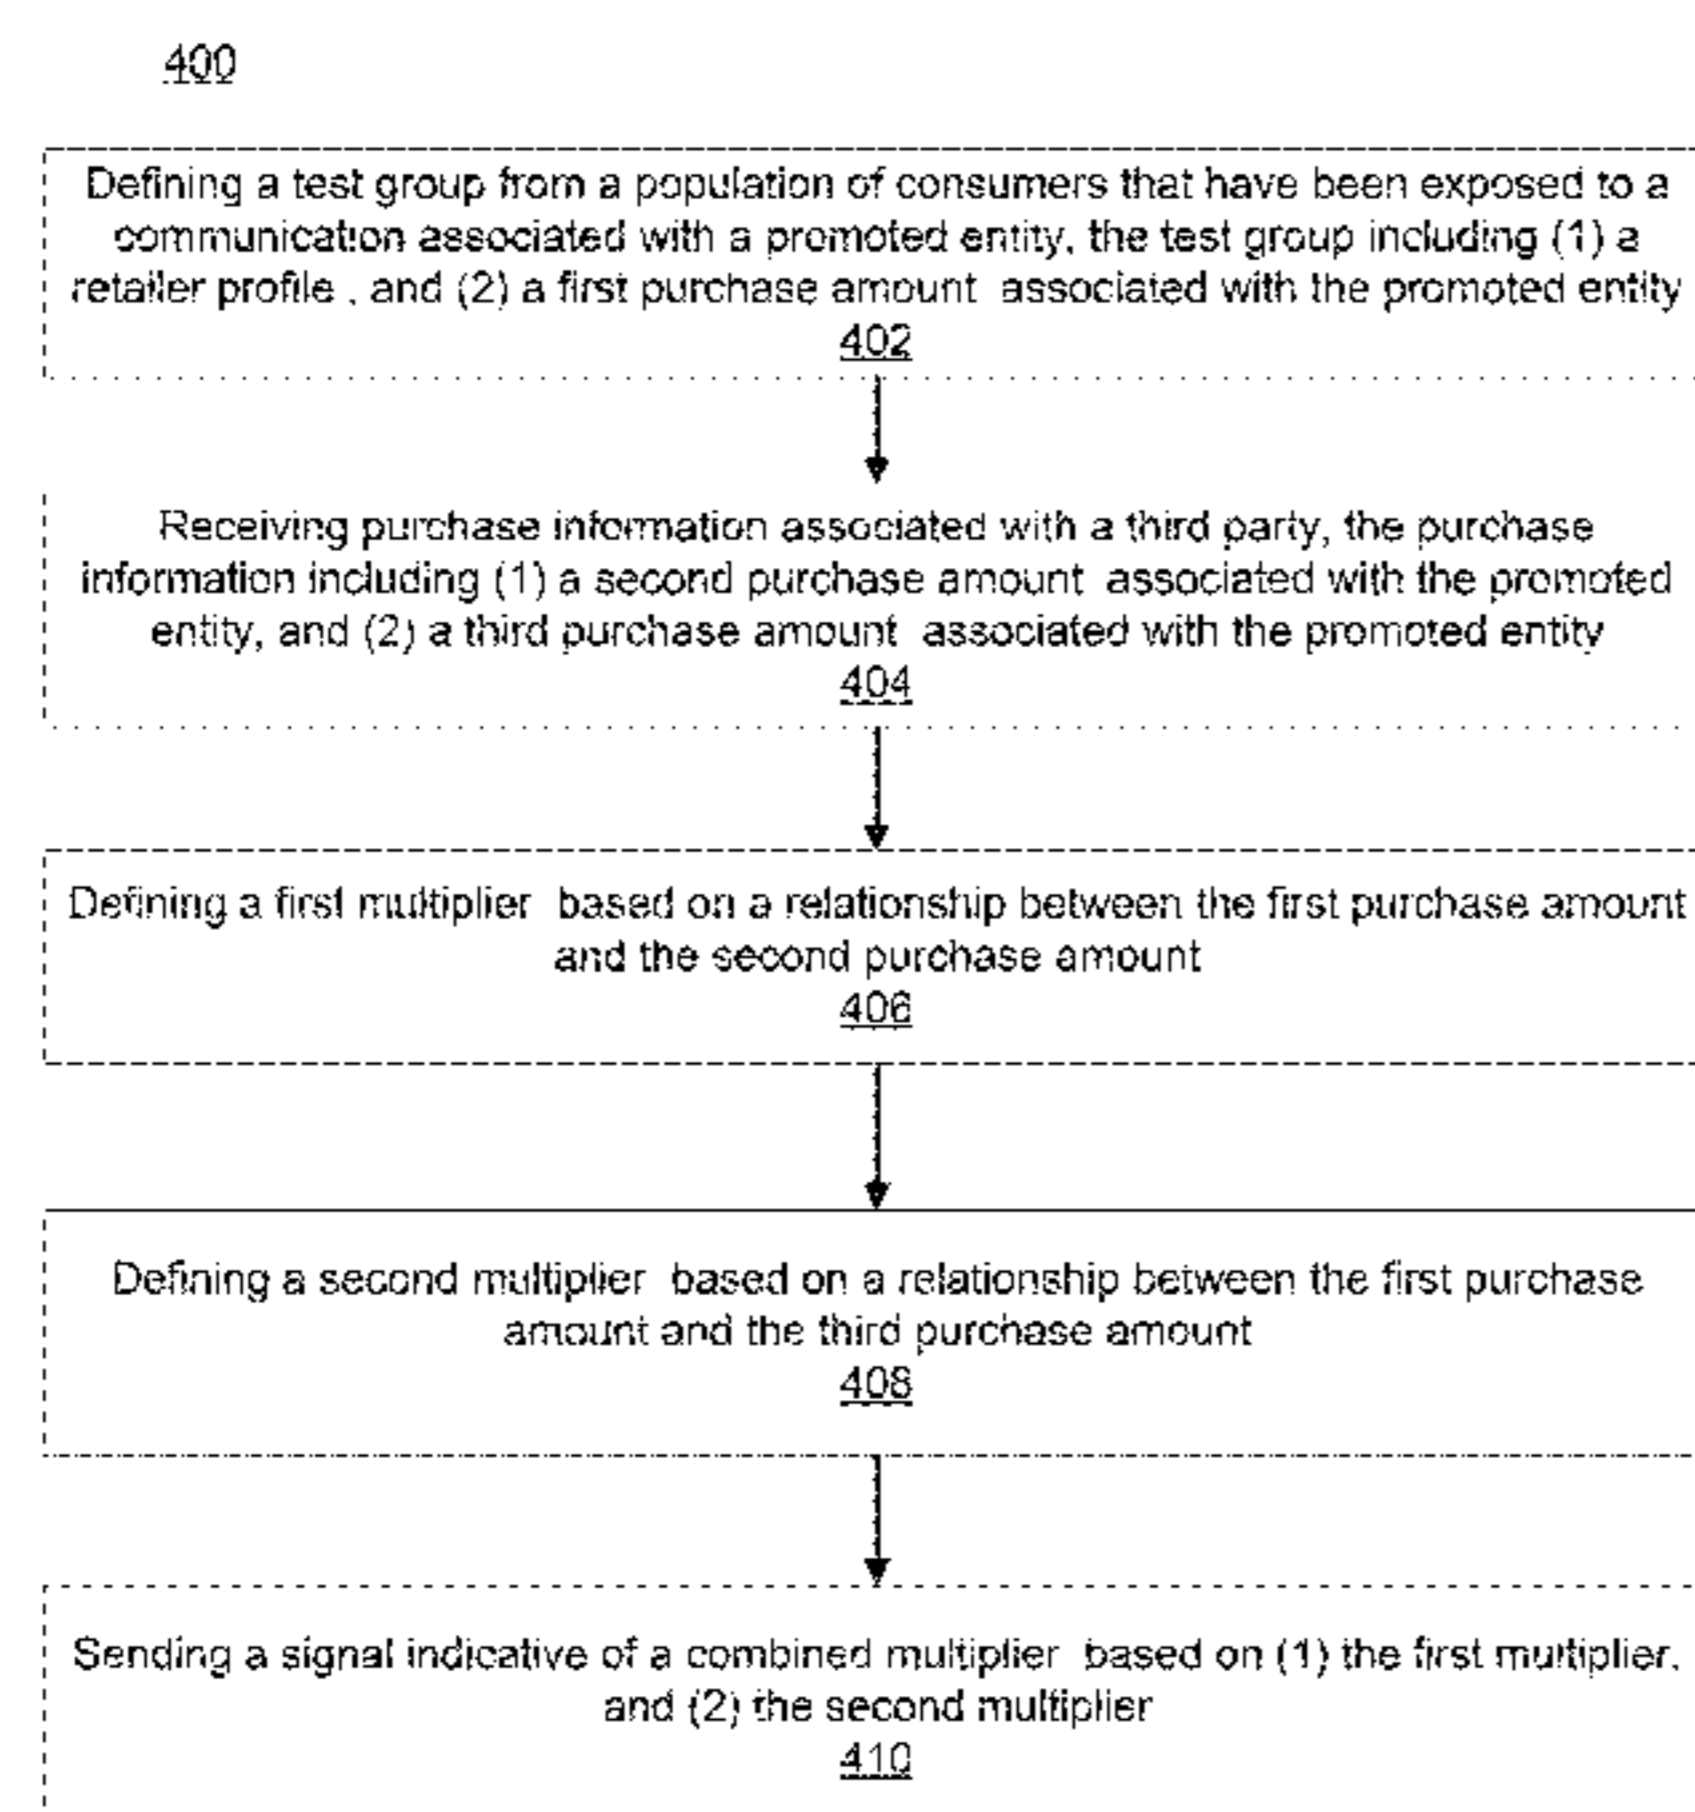 400
Defining a test group from a population of consumers that have been exposed to a
communication associated with a promoted entity, the test group including (1) a
retailer profile , and (2) a first purchase amount associated with the promoted entity
402
Receiving purchase information associated with a third party, the purchase
information including (1) a second purchase amount associated with the promoted
entity, and (2) a third purchase amount associated with the promoted entity
404
Defining a first multiplier based on a relationship between the first purchase amount
and the second purchase amount
406
Defining a second multiplier based on a relationship between the first purchase
amount and the third purchase amount
408
Sending a signal indicative of a combined multiplier based on (1) the first multiplier,
and (2) the second multiplier
410